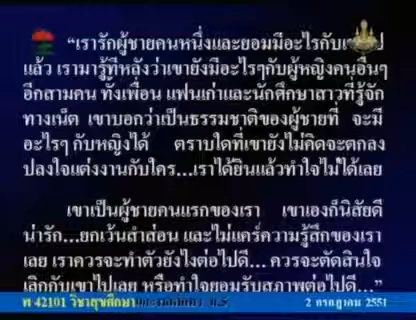 “เรารักผู้ชายคนหนึ่งและยอมมีอะไรกับเขาไป
แล้ว เรามารู้ทีหลังว่าเขายังมีอะไรๆกับผู้หญิงคนอื่นๆ
อีกสามคน ทั้งเพื่อน แฟนเก่าและนักศึกษาสาวที่รู้จัก
ทางเน็ต เขาบอกว่าเป็นธรรมชาติของผู้ชายที่ จะมี
อะไรๆ กับหญิงได้ ตราบใดที่เขายังไม่คิดจะตกลง
ปลงใจแต่งงานกับใคร...เราได้ยินแล้วทำใจไม่ได้เลย
เขาเป็นผู้ชายคนแรกของเรา เขาเองก็นิสัยดี
น่ารัก...ยกเว้นสำส่อน และไม่แคร์ความรู้สึกของเรา
เลย เราควรจะทำตัวยังไงต่อไปดี... ควรจะตัดสินใจ
เลิกกับเขาไปเลย หรือทำใจยอมรับสภาพต่อไปดี...”
พ 42101 วิชาสุขศึกษา ม.5 2 กรกฎาคม 2551